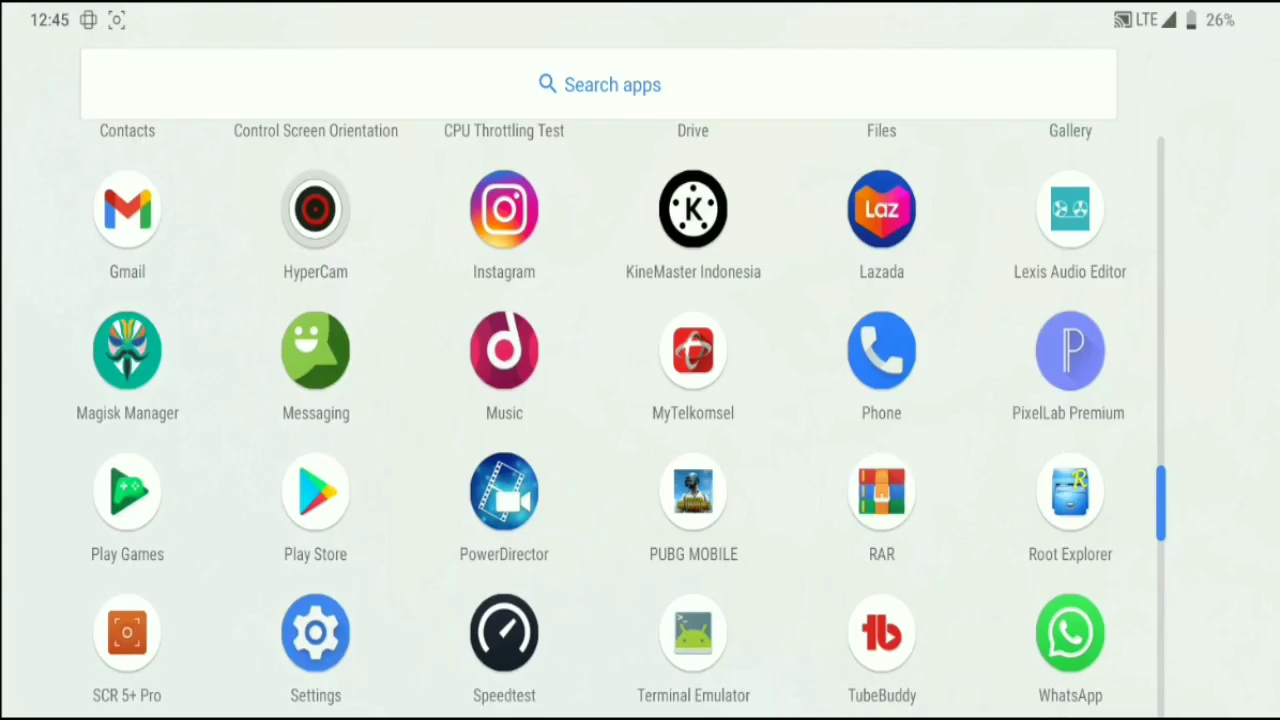 12:45 LTE 26%
Search apps
Contacts Control Screen Orientation CPU Throttling Test Drive Files Gallery
K Laz
Gmail HyperCam Instagram KineMaster Indonesia Lazada Lexis Audio Editor
Magisk Manager Messaging Music MyTelkomsel Phone PixelLab Premium
R
Play Games Play Store PowerDirector PUBG MOBILE RAR Root Explorer
>_ tb
SCR 5+ Pro Settings Speedtest Terminal Emulator TubeBuddy WhatsApp